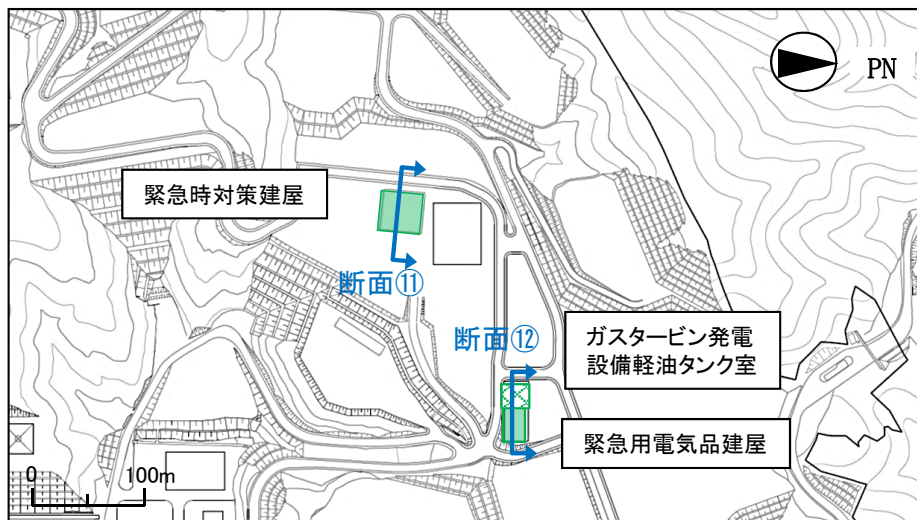 PN
緊急時対策建屋
断面⑪
断面⑫
ガスタービン発電
設備軽油タンク室
緊急用電気品建屋
0 100m